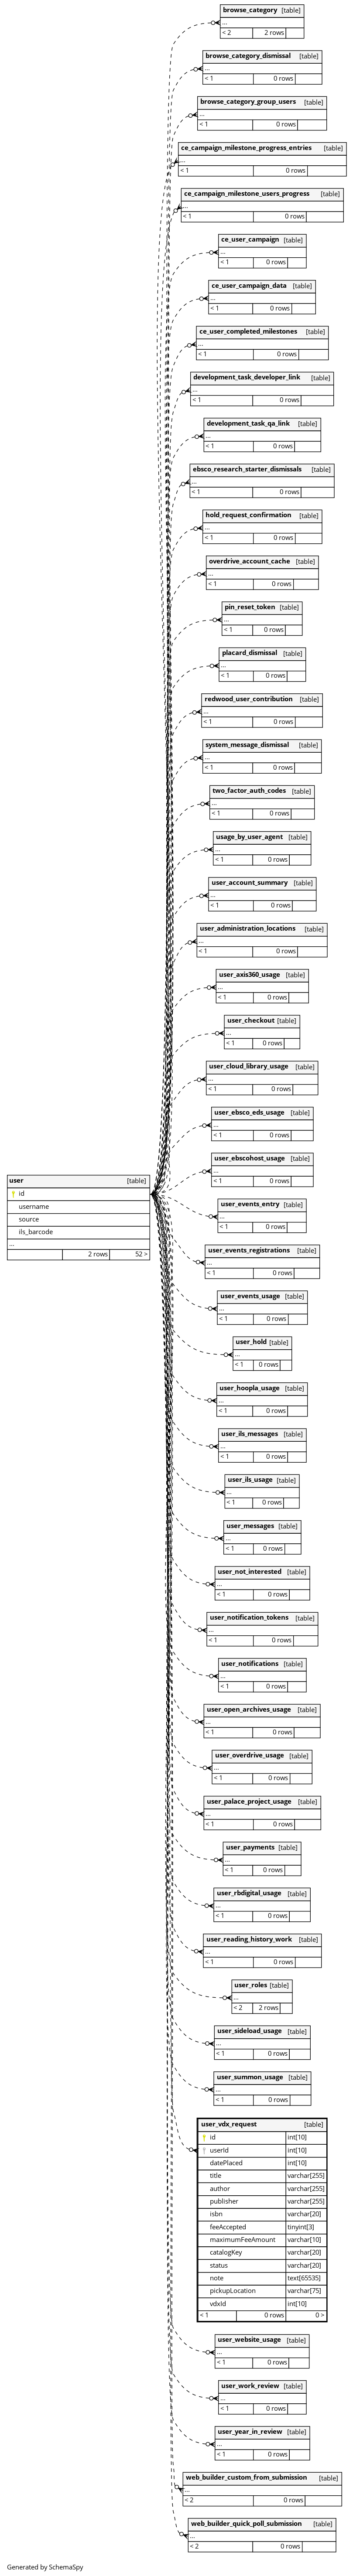 browse_category [table]
...
< 2 2 rows
browse_category_dismissal [table]
...
< 1 0 rows
browse_category_group_users [table]
...
< 1 0 rows
ce_campaign_milestone_progress_entries [table]
...
< 1 0 rows
ce_campaign_milestone_users_progress [table]
...
< 1 0 rows
ce_user_campaign [table]
...
< 1 0 rows
ce_user_campaign_data [table]
...
< 1 0 rows
ce_user_completed_milestones [table]
...
< 1 0 rows
development_task_developer_link [table]
...
< 1 0 rows
development_task_qa_link [table]
...
< 1 0 rows
ebsco_research_starter_dismissals [table]
...
< 1 0 rows
hold_request_confirmation [table]
...
< 1 0 rows
overdrive_account_cache [table]
...
< 1 0 rows
pin_reset_token [table]
...
< 1 0 rows
placard_dismissal [table]
...
< 1 0 rows
redwood_user_contribution [table]
...
< 1 0 rows
system_message_dismissal [table]
...
< 1 0 rows
two_factor_auth_codes [table]
...
< 1 0 rows
usage_by_user_agent [table]
...
< 1 0 rows
user_account_summary [table]
...
< 1 0 rows
user_administration_locations [table]
...
< 1 0 rows
user_axis360_usage [table]
...
< 1 0 rows
user_checkout [table]
...
< 1 0 rows
user_cloud_library_usage [table]
...
< 1 0 rows
user_ebsco_eds_usage [table]
...
< 1 0 rows
user_ebscohost_usage [table]
...
< 1 0 rows
user [table]
id
username
source
ils_barcode
...
2 rows 52 >
user_events_entry [table]
...
< 1 0 rows
user_events_registrations [table]
...
< 1 0 rows
user_events_usage [table]
...
< 1 0 rows
user_hold [table]
...
< 1 0 rows
user_hoopla_usage [table]
...
< 1 0 rows
user_ils_messages [table]
...
< 1 0 rows
user_ils_usage [table]
...
< 1 0 rows
user_messages [table]
...
< 1 0 rows
user_not_interested [table]
...
< 1 0 rows
user_notification_tokens [table]
...
< 1 0 rows
user_notifications [table]
...
< 1 0 rows
user_open_archives_usage [table]
...
< 1 0 rows
user_overdrive_usage [table]
...
< 1 0 rows
user_palace_project_usage [table]
...
< 1 0 rows
user_payments [table]
...
< 1 0 rows
user_rbdigital_usage [table]
...
< 1 0 rows
user_reading_history_work [table]
...
< 1 0 rows
user_roles [table]
...
< 2 2 rows
user_sideload_usage [table]
...
< 1 0 rows
user_summon_usage [table]
...
< 1 0 rows
user_vdx_request [table]
id int[10]
userId int[10]
datePlaced int[10]
title varchar[255]
author varchar[255]
publisher varchar[255]
isbn varchar[20]
feeAccepted tinyint[3]
maximumFeeAmount varchar[10]
catalogKey varchar[20]
status varchar[20]
note text[65535]
pickupLocation varchar[75]
vdxId int[10]
< 1 0 rows 0 >
user_website_usage [table]
...
< 1 0 rows
user_work_review [table]
...
< 1 0 rows
user_year_in_review [table]
...
< 1 0 rows
web_builder_custom_from_submission [table]
...
< 2 0 rows
web_builder_quick_poll_submission [table]
...
< 2 0 rows
Generated by SchemaSpy